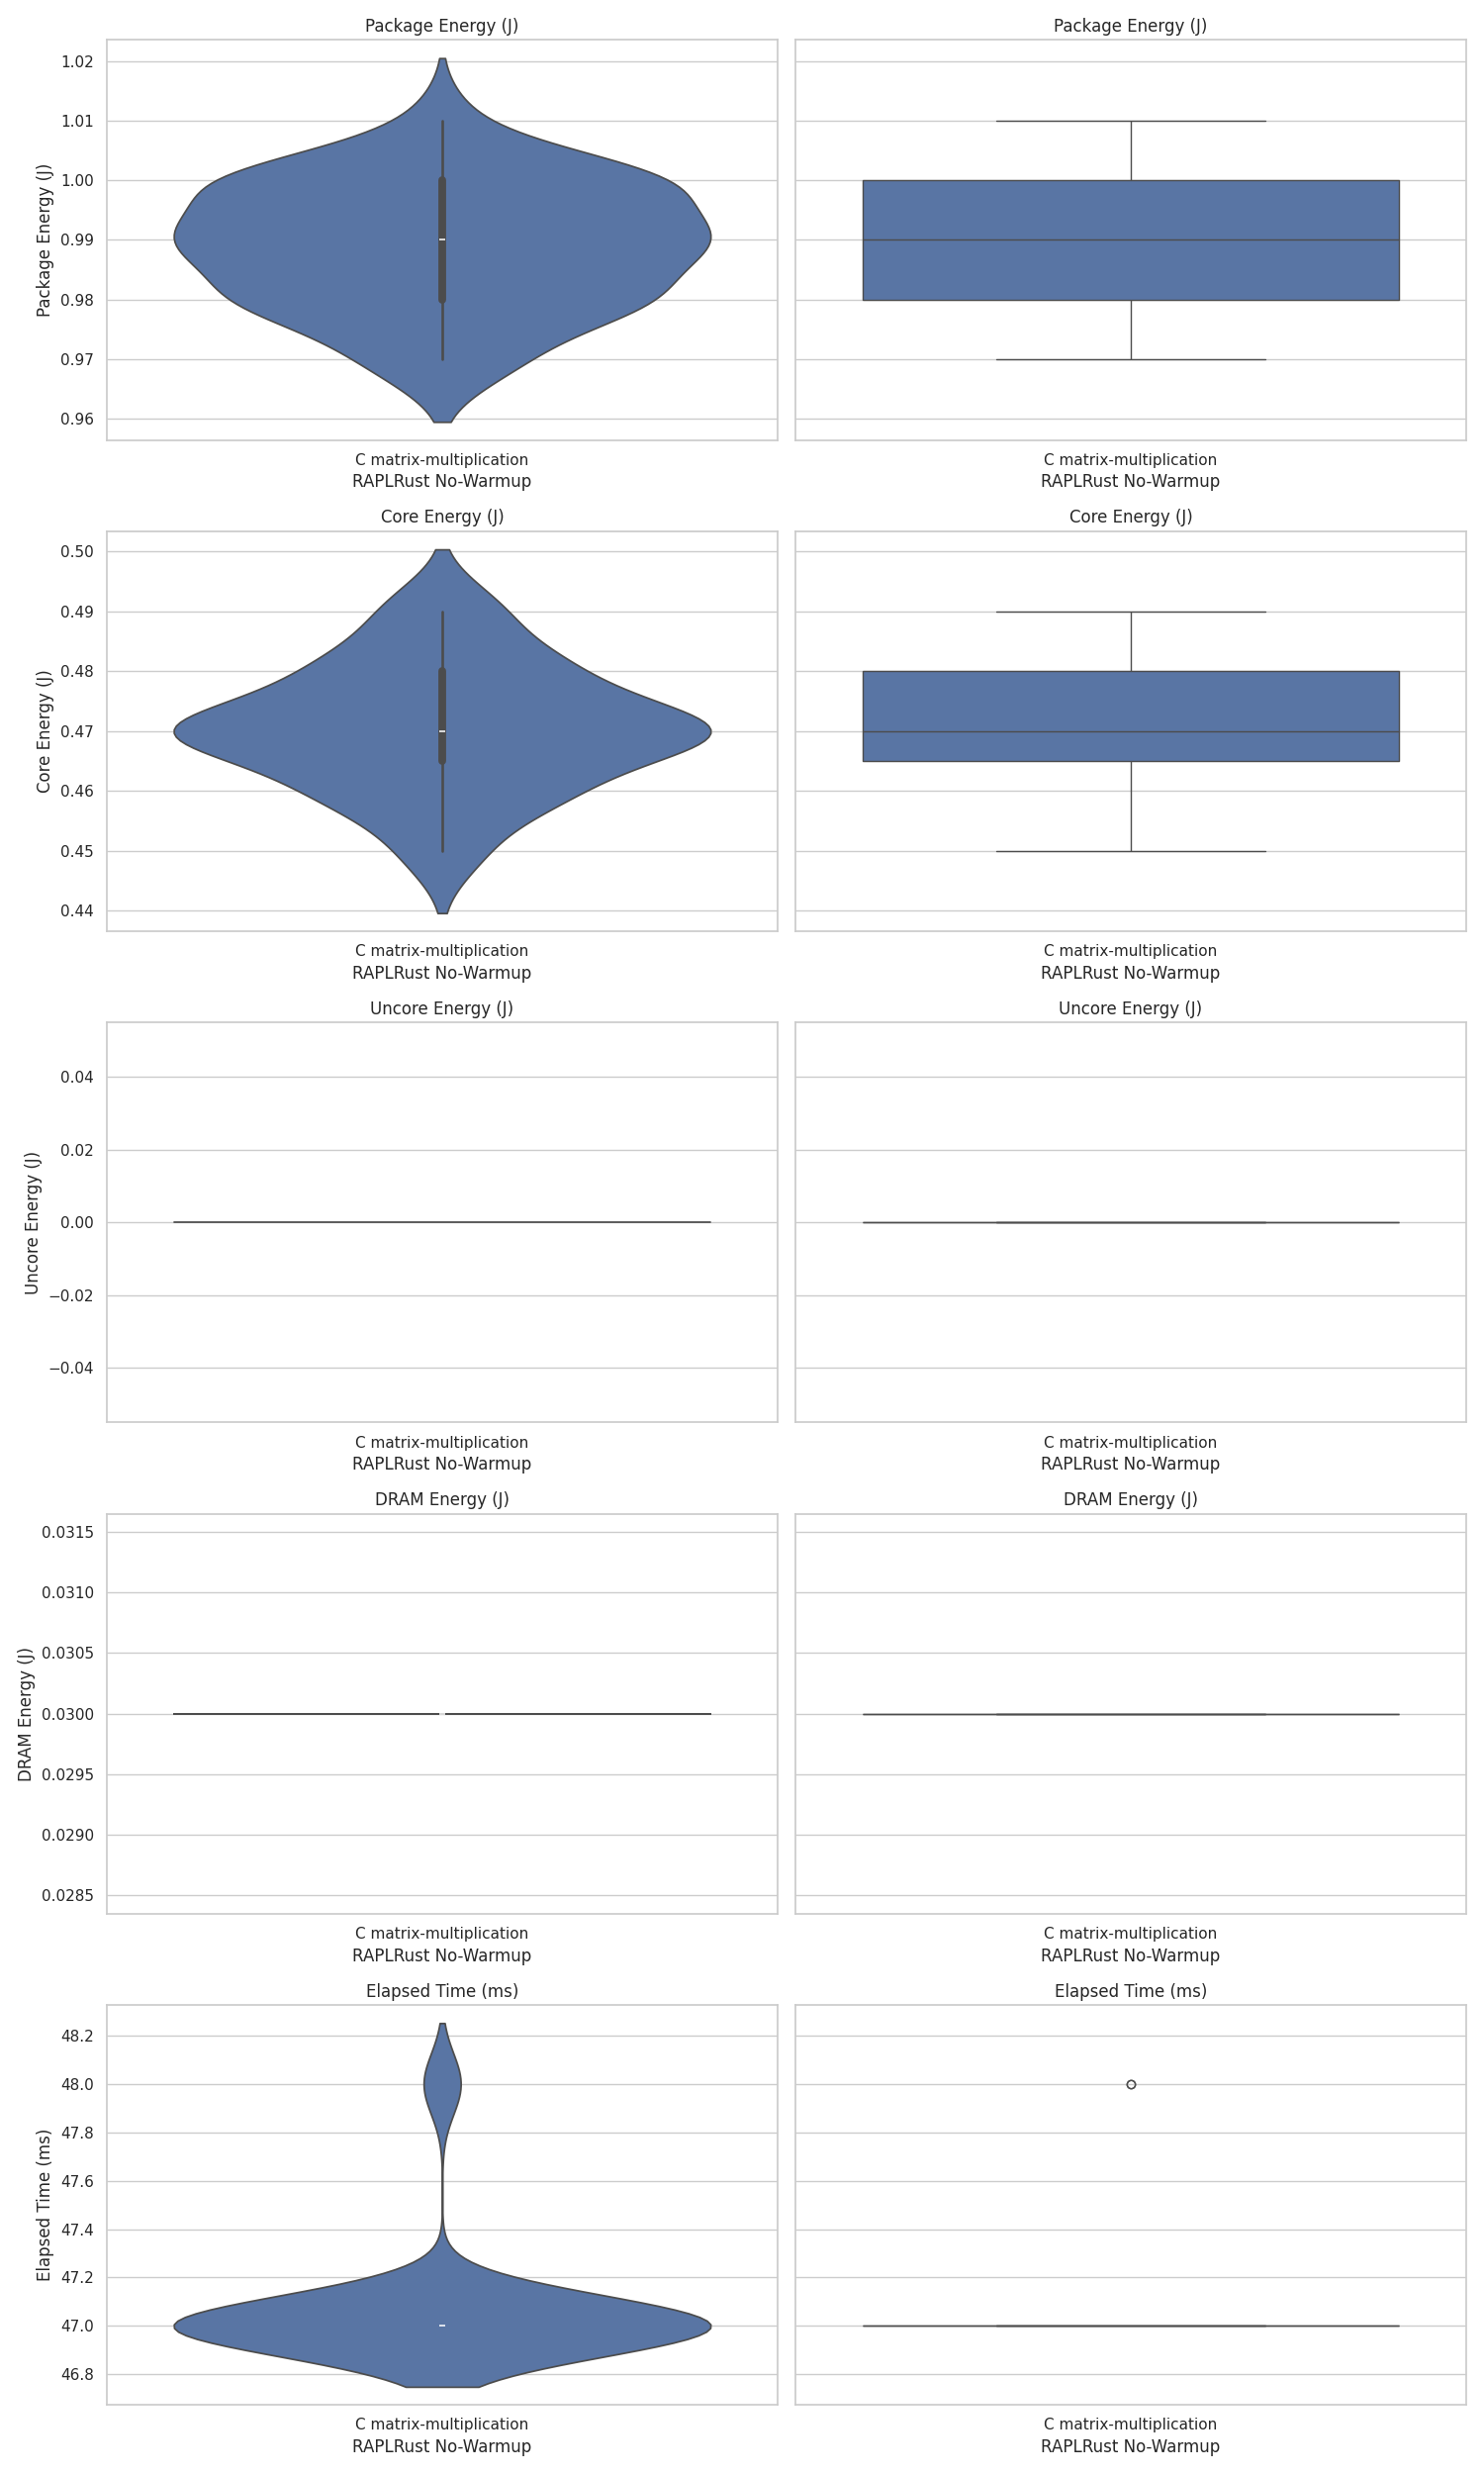 Package Energy (J)
Package Energy (J)
Package Energy (J)
1.02
1.01
1.00
0.99
0.98
0.97
0.96
C matrix-multiplication
RAPLRust No-Warmup
C matrix-multiplication
RAPLRust No-Warmup
Core Energy (J)
Core Energy (J)
Core Energy (J)
0.50
0.49
0.48
0.47
0.46
0.45
0.44
C matrix-multiplication
RAPLRust No-Warmup
C matrix-multiplication
RAPLRust No-Warmup
Uncore Energy (J)
Uncore Energy (J)
Uncore Energy (J)
0.04
0.02
0.00
−0.02
−0.04
C matrix-multiplication
RAPLRust No-Warmup
C matrix-multiplication
RAPLRust No-Warmup
DRAM Energy (J)
DRAM Energy (J)
DRAM Energy (J)
0.0315
0.0310
0.0305
0.0300
0.0295
0.0290
0.0285
C matrix-multiplication
RAPLRust No-Warmup
C matrix-multiplication
RAPLRust No-Warmup
Elapsed Time (ms)
Elapsed Time (ms)
Elapsed Time (ms)
48.2
48.0
47.8
47.6
47.4
47.2
47.0
46.8
C matrix-multiplication
RAPLRust No-Warmup
C matrix-multiplication
RAPLRust No-Warmup